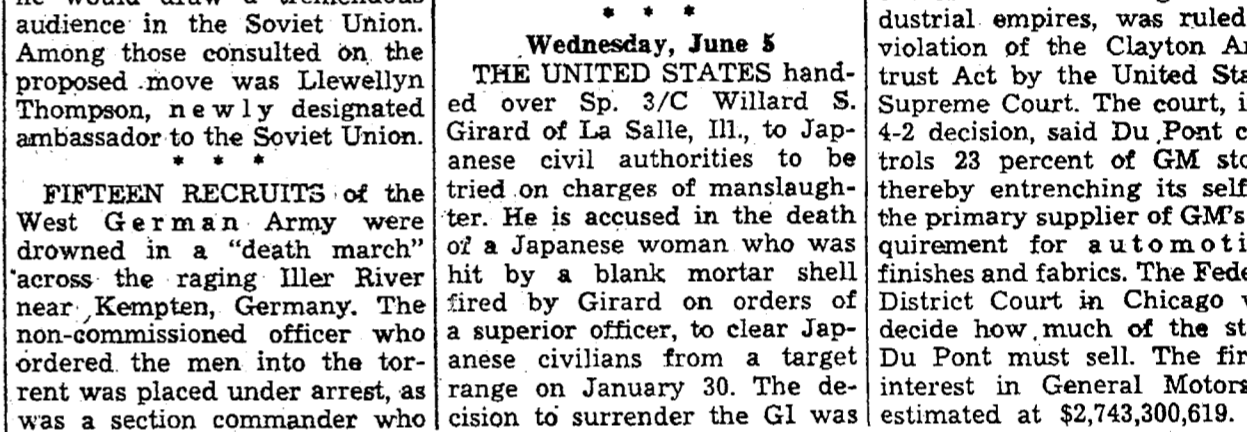 audience in the Soviet Union.
Among those consulted on the
proposed move was Llewellyn
Thompson, newly designated
ambassador to the Soviet Union.
* * *
FIFTEEN RECRUITS of the
West German Army were
drowned in a "death march"
across the raging Iller River
near Kempten, Germany. The
non-commissioned officer who
ordered the men into the tor-
rent was placed under arrest, as
was a section commander who
* * *
Wednesday, June 5
THE UNITED STATES hand-
ed over Sp. 3/C Willard S.
Girard of La Salle, Ill., to Jap-
anese civil authorities to be
tried on charges of manslaugh-
ter. He is accused in the death
of a Japanese woman who was
hit by a blank mortar shell
fired by Girard on orders of
a superior officer, to clear Jap-
anese civilians from a target
range on January 30. The de-
cision to surrender the GI was
dustrial empires, was ruled
violation of the Clayton
trust Act by the United
Supreme Court. The court,
4-2 decision, said Du Pont
trols 23 percent of GM
thereby entrenching its self
the primary supplier of GM's
quirement for
finishes and fabrics. The
District Court in Chicago
decide how much of the
Du Pont must sell. The
interest in General Motors
estimated at $2,743,300,619.